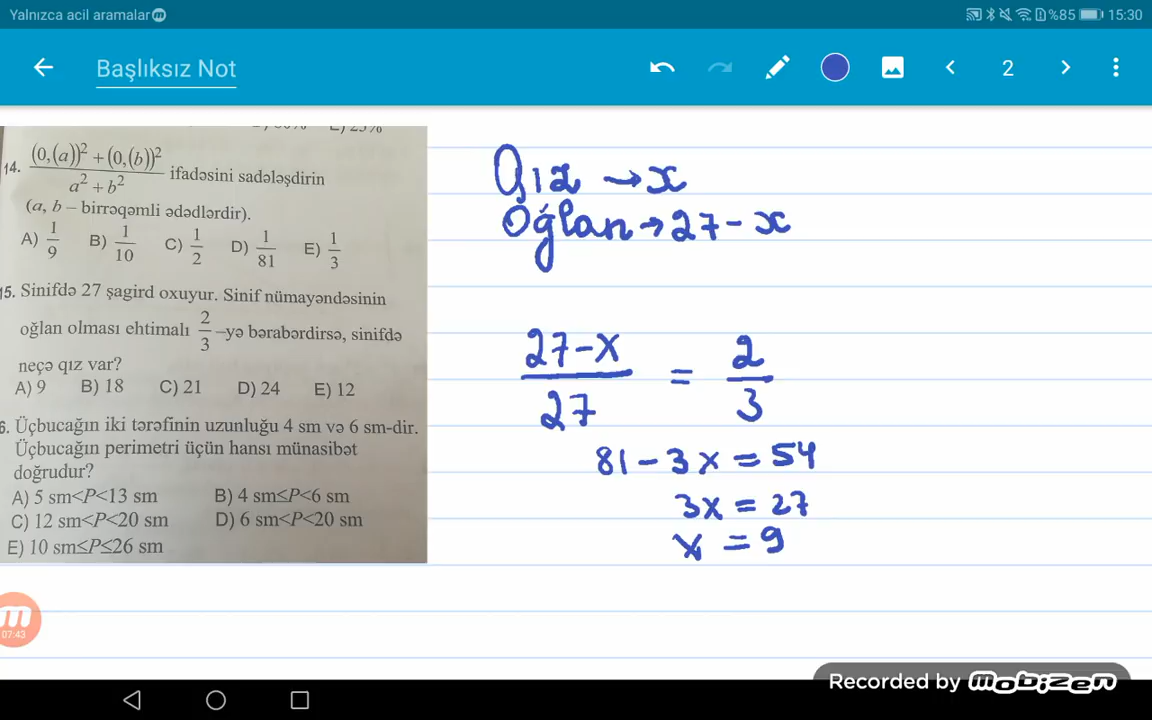 Yalnızca acil aramalar
%85 15:30
Başlıksız Not
2
14. (0,(a))² + (0,(b))² / a² + b² ifadəsini sadələşdirin
(a, b – birrəqəmli ədədlərdir).
A) 1/9 B) 1/10 C) 1/2 D) 1/81 E) 1/3
15. Sinifdə 27 şagird oxuyur. Sinif nümayəndəsinin
oğlan olması ehtimalı 2/3 –yə bərabərdirsə, sinifdə
neçə qız var?
A) 9 B) 18 C) 21 D) 24 E) 12
6. Üçbucağın iki tərəfinin uzunluğu 4 sm və 6 sm-dir.
Üçbucağın perimetri üçün hansı münasibət
doğrudur?
A) 5 sm<P<13 sm B) 4 sm≤P<6 sm
C) 12 sm<P<20 sm D) 6 sm<P<20 sm
E) 10 sm≤P≤26 sm
Qız → x
Oğlan → 27 - x
27 - x / 27 = 2 / 3
81 - 3x = 54
3x = 27
x = 9
07:43
Recorded by mobizen